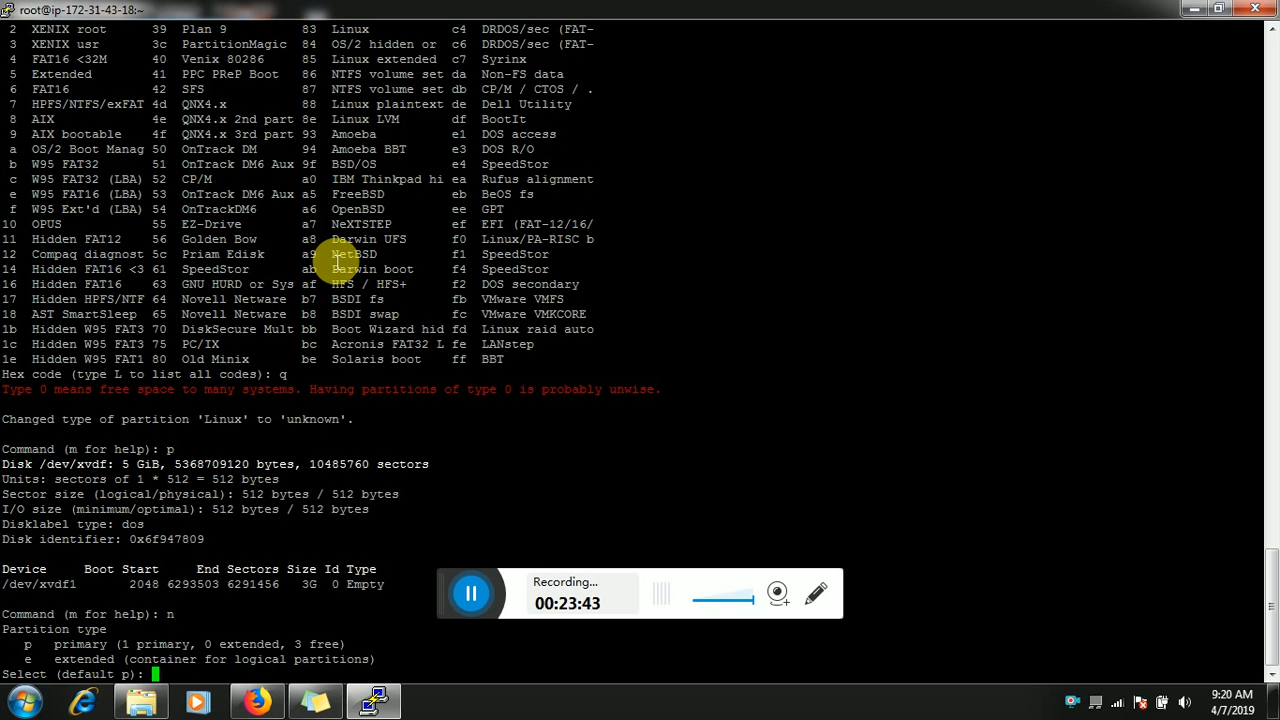 root@ip-172-31-43-18:~
2 XENIX root 39 Plan 9 83 Linux c4 DRDOS/sec (FAT-
3 XENIX usr 3c PartitionMagic 84 OS/2 hidden or c6 DRDOS/sec (FAT-
4 FAT16 <32M 40 Venix 80286 85 Linux extended c7 Syrinx
5 Extended 41 PPC PReP Boot 86 NTFS volume set da Non-FS data
6 FAT16 42 SFS 87 NTFS volume set db CP/M / CTOS / .
7 HPFS/NTFS/exFAT 4d QNX4.x 88 Linux plaintext de Dell Utility
8 AIX 4e QNX4.x 2nd part 8e Linux LVM df BootIt
9 AIX bootable 4f QNX4.x 3rd part 93 Amoeba e1 DOS access
a OS/2 Boot Manag 50 OnTrack DM 94 Amoeba BBT e3 DOS R/O
b W95 FAT32 51 OnTrack DM6 Aux 9f BSD/OS e4 SpeedStor
c W95 FAT32 (LBA) 52 CP/M a0 IBM Thinkpad hi ea Rufus alignment
e W95 FAT16 (LBA) 53 OnTrack DM6 Aux a5 FreeBSD eb BeOS fs
f W95 Ext'd (LBA) 54 OnTrackDM6 a6 OpenBSD ee GPT
10 OPUS 55 EZ-Drive a7 NeXTSTEP ef EFI (FAT-12/16/
11 Hidden FAT12 56 Golden Bow a8 Darwin UFS f0 Linux/PA-RISC b
12 Compaq diagnost 5c Priam Edisk a9 NetBSD f1 SpeedStor
14 Hidden FAT16 <3 61 SpeedStor ab Darwin boot f4 SpeedStor
16 Hidden FAT16 63 GNU HURD or Sys af HFS / HFS+ f2 DOS secondary
17 Hidden HPFS/NTF 64 Novell Netware b7 BSDI fs fb VMware VMFS
18 AST SmartSleep 65 Novell Netware b8 BSDI swap fc VMware VMKCORE
1b Hidden W95 FAT3 70 DiskSecure Mult bb Boot Wizard hid fd Linux raid auto
1c Hidden W95 FAT3 75 PC/IX bc Acronis FAT32 L fe LANstep
1e Hidden W95 FAT1 80 Old Minix be Solaris boot ff BBT
Hex code (type L to list all codes): q
Type 0 means free space to many systems. Having partitions of type 0 is probably unwise.
Changed type of partition 'Linux' to 'unknown'.
Command (m for help): p
Disk /dev/xvdf: 5 GiB, 5368709120 bytes, 10485760 sectors
Units: sectors of 1 * 512 = 512 bytes
Sector size (logical/physical): 512 bytes / 512 bytes
I/O size (minimum/optimal): 512 bytes / 512 bytes
Disklabel type: dos
Disk identifier: 0x6f947809
Device Boot Start End Sectors Size Id Type
/dev/xvdf1 2048 6293503 6291456 3G 0 Empty
Command (m for help): n
Partition type
p primary (1 primary, 0 extended, 3 free)
e extended (container for logical partitions)
Select (default p):
Recording...
00:23:43
9:20 AM
4/7/2019